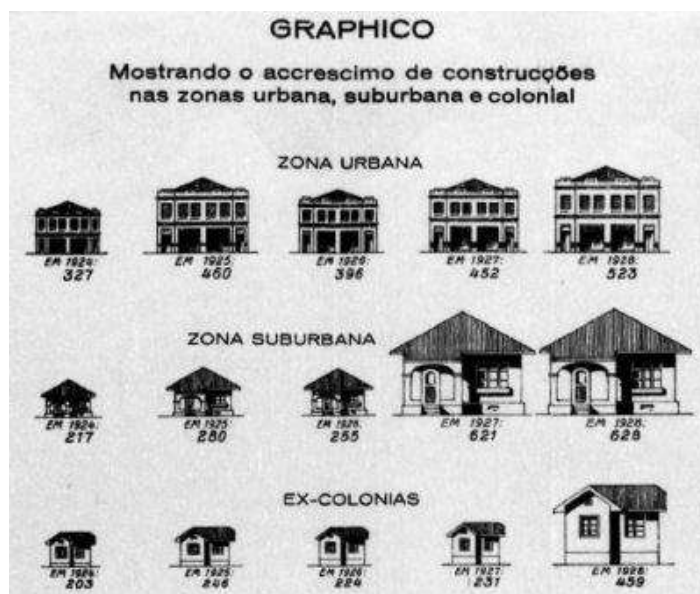 GRAPHICO
Mostrando o accrescimo de construcções
nas zonas urbana, suburbana e colonial
ZONA URBANA
EM 1924: EM 1925: EM 1926: EM 1927: EM 1928:
327 460 396 452 523
ZONA SUBURBANA
EM 1924: EM 1925: EM 1926: EM 1927: EM 1928:
217 280 255 621 628
EX-COLONIAS
EM 1924: EM 1925: EM 1926: EM 1927: EM 1928:
203 246 224 231 459